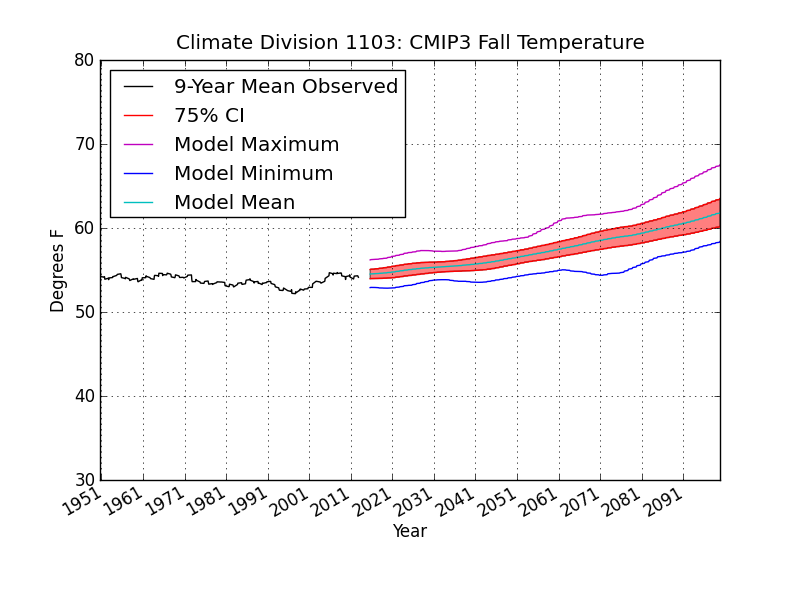 Climate Division 1103: CMIP3 Fall Temperature
9-Year Mean Observed
75% CI
Model Maximum
Model Minimum
Model Mean
Degrees F
80
70
60
50
40
30
1951 1961 1971 1981 1991 2001 2011 2021 2031 2041 2051 2061 2071 2081 2091
Year